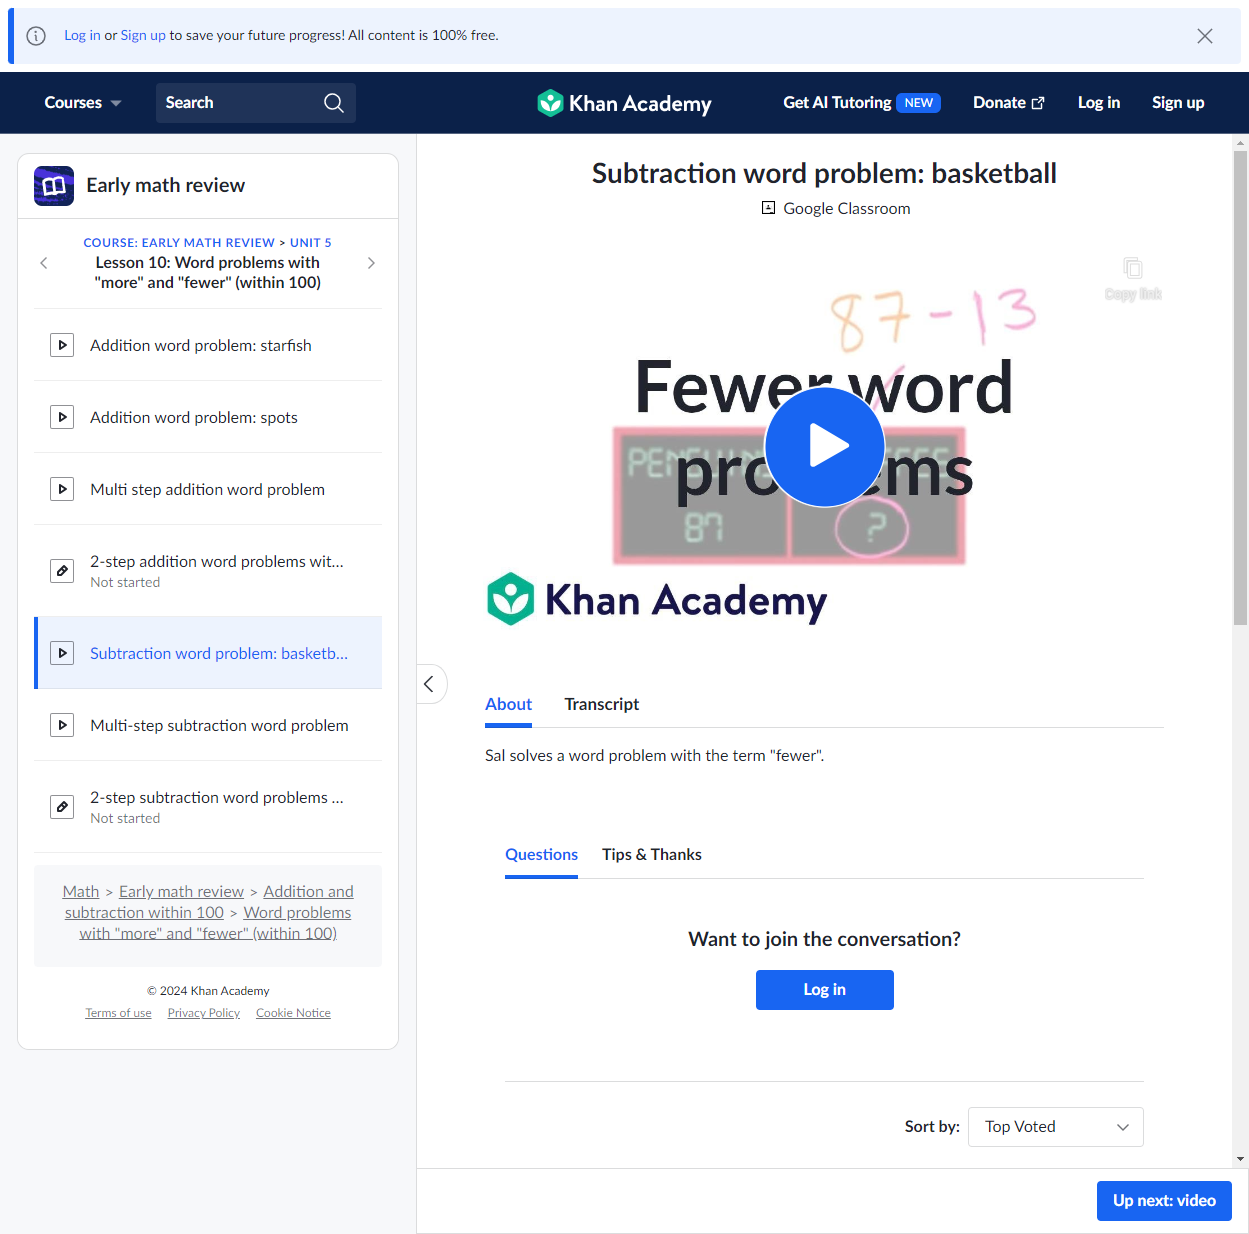 Log in or Sign up to save your future progress! All content is 100% free.
Courses
Search
Khan Academy
Get AI Tutoring NEW
Donate
Log in
Sign up
Early math review
COURSE: EARLY MATH REVIEW > UNIT 5
Lesson 10: Word problems with
"more" and "fewer" (within 100)
Addition word problem: starfish
Addition word problem: spots
Multi step addition word problem
2-step addition word problems wit...
Not started
Subtraction word problem: basketb...
Multi-step subtraction word problem
2-step subtraction word problems ...
Not started
Math > Early math review > Addition and
subtraction within 100 > Word problems
with "more" and "fewer" (within 100)
© 2024 Khan Academy
Terms of use Privacy Policy Cookie Notice
Subtraction word problem: basketball
Google Classroom
Copy link
87-13
Fewer word
87 ?
Khan Academy
About Transcript
Sal solves a word problem with the term "fewer".
Questions Tips & Thanks
Want to join the conversation?
Log in
Sort by: Top Voted
Up next: video